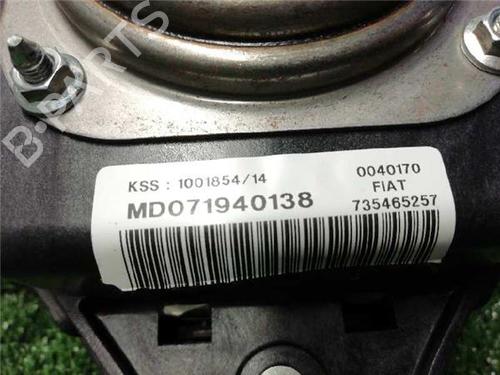 B-PARTS
KSS : 1001854/14
0040170
FIAT
MD071940138
735465257